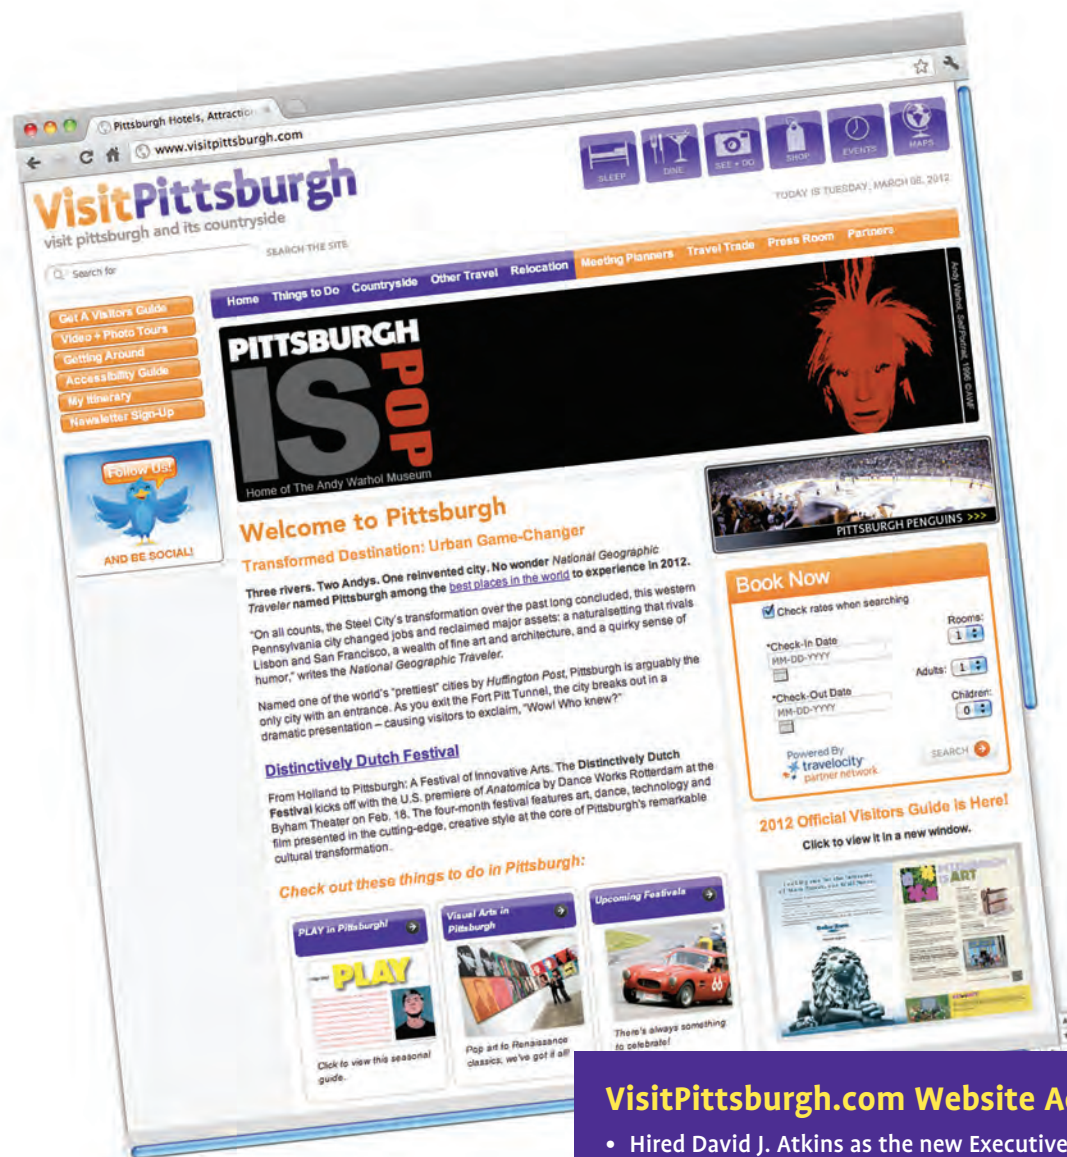 Pittsburgh Hotels, Attraction
www.visitpittsburgh.com
VisitPittsburgh
visit pittsburgh and its countryside
SLEEP
DINE
SEE + DO
SHOP
EVENTS
MAPS
TODAY IS TUESDAY, MARCH 06, 2012
Search for
SEARCH THE SITE
Home Things to Do Countryside Other Travel Relocation Meeting Planners Travel Trade Press Room Partners
Get A Visitors Guide
Video + Photo Tours
Getting Around
Accessibility Guide
My Itinerary
Newsletter Sign-Up
Follow Us!
AND BE SOCIAL!
PITTSBURGH
IS
POP
Home of The Andy Warhol Museum
Andy Warhol, Self-Portrait, 1986 © AWF
Welcome to Pittsburgh
Transformed Destination: Urban Game-Changer
Three rivers. Two Andys. One reinvented city. No wonder National Geographic
Traveler named Pittsburgh among the best places in the world to experience in 2012.
"On all counts, the Steel City's transformation over the past long concluded, this western
Pennsylvania city changed jobs and reclaimed major assets: a naturalsetting that rivals
Lisbon and San Francisco, a wealth of fine art and architecture, and a quirky sense of
humor," writes the National Geographic Traveler.
Named one of the world's "prettiest" cities by Huffington Post, Pittsburgh is arguably the
only city with an entrance. As you exit the Fort Pitt Tunnel, the city breaks out in a
dramatic presentation – causing visitors to exclaim, "Wow! Who knew?"
Distinctively Dutch Festival
From Holland to Pittsburgh: A Festival of Innovative Arts. The Distinctively Dutch
Festival kicks off with the U.S. premiere of Anatomica by Dance Works Rotterdam at the
Byham Theater on Feb. 18. The four-month festival features art, dance, technology and
film presented in the cutting-edge, creative style at the core of Pittsburgh's remarkable
cultural transformation.
Check out these things to do in Pittsburgh:
PLAY in Pittsburgh!
PLAY
Click to view this seasonal
guide.
Visual Arts in
Pittsburgh
Pop art to Renaissance
classics, we've got it all!
Upcoming Festivals
66
There's always something
to celebrate!
PITTSBURGH PENGUINS >>>
Book Now
Check rates when searching
*Check-In Date
MM-DD-YYYY
*Check-Out Date
MM-DD-YYYY
Rooms:
1
Adults: 1
Children:
0
Powered By
travelocity
partner network
SEARCH
2012 Official Visitors Guide is Here!
Click to view it in a new window.
PITTSBURGH
IS ART
VisitPittsburgh.com Website Ac
• Hired David J. Atkins as the new Executive